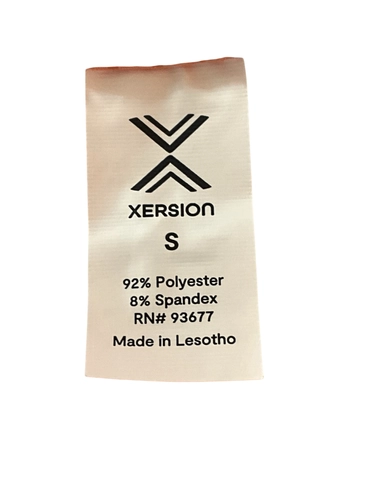 XERSION
S
92% Polyester
8% Spandex
RN# 93677
Made in Lesotho